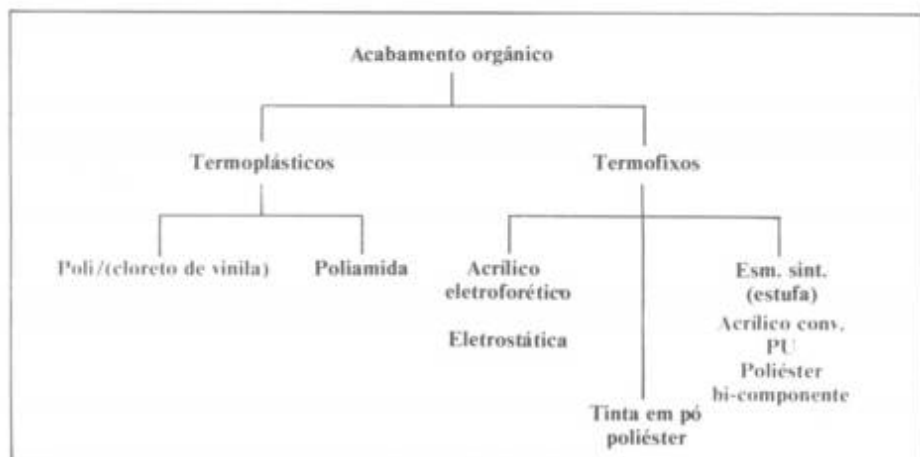 Acabamento orgânico
Termoplásticos
Termofixos
Poli/(cloreto de vinila)
Poliamida
Acrílico
eletroforético
Eletrostática
Tinta em pó
poliéster
Esm. sint.
(estufa)
Acrílico conv.
PU
Poliéster
bi-componente